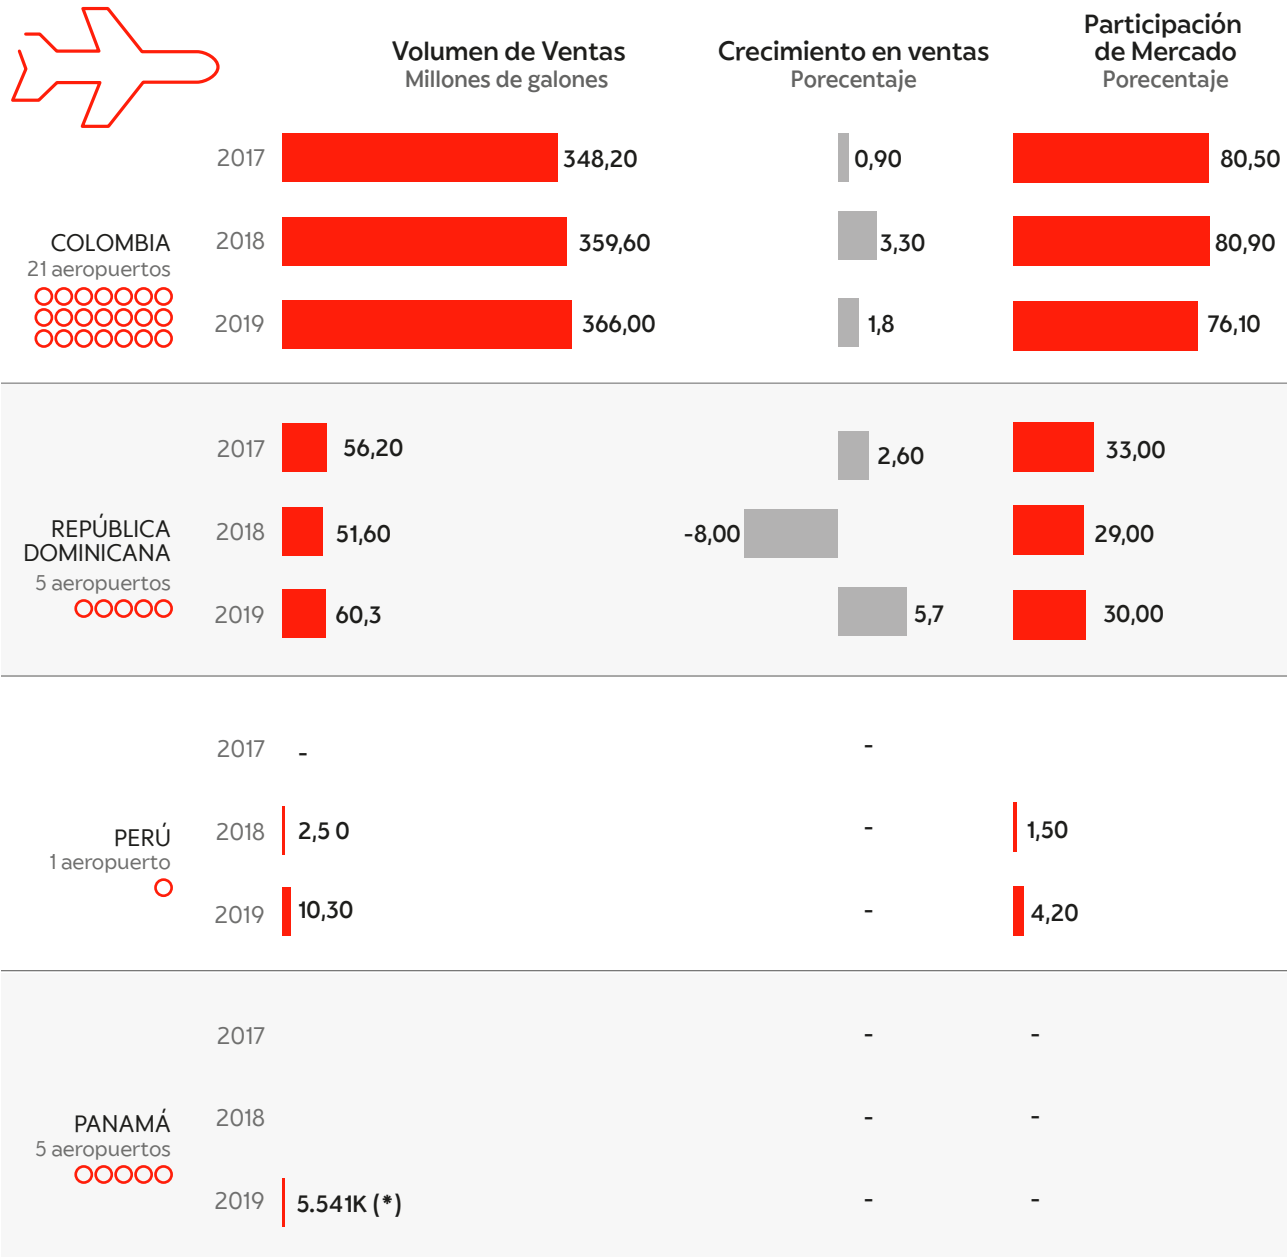 Volumen de Ventas
Millones de galones
Crecimiento en ventas
Porecentaje
Participación
de Mercado
Porecentaje
COLOMBIA
21 aeropuertos
2017 348,20 0,90 80,50
2018 359,60 3,30 80,90
2019 366,00 1,8 76,10
REPÚBLICA
DOMINICANA
5 aeropuertos
2017 56,20 2,60 33,00
2018 51,60 -8,00 29,00
2019 60,3 5,7 30,00
PERÚ
1 aeropuerto
2017 - -
2018 2,5 0 - 1,50
2019 10,30 - 4,20
PANAMÁ
5 aeropuertos
2017 - -
2018 - -
2019 5.541K (*) - -